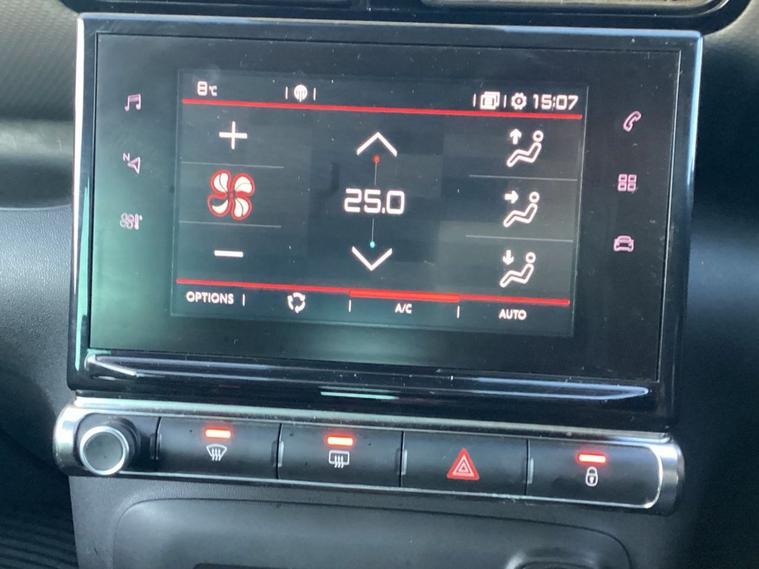 8°C 15:07
N
25.0
OPTIONS A/C AUTO